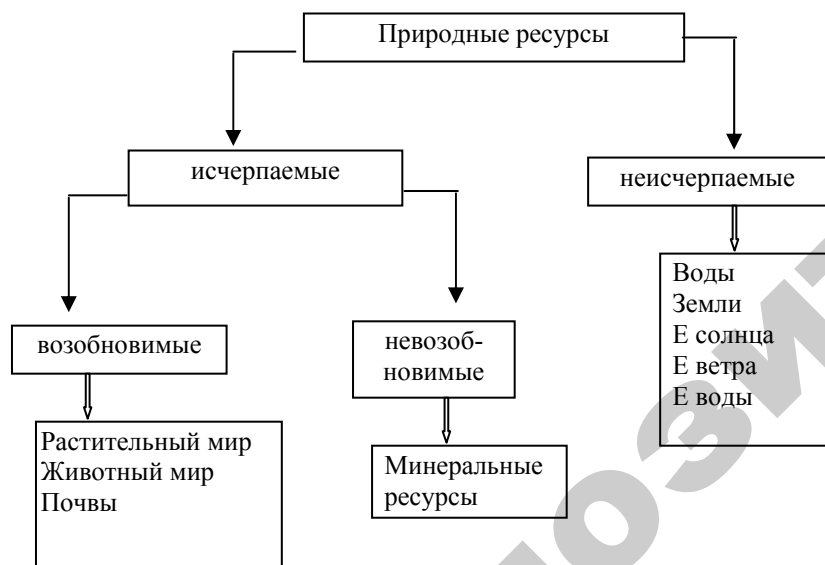 Природные ресурсы
исчерпаемые
неисчерпаемые
возобновимые
невозоб-
новимые
Воды
Земли
Е солнца
Е ветра
Е воды
Растительный мир
Животный мир
Почвы
Минеральные
ресурсы